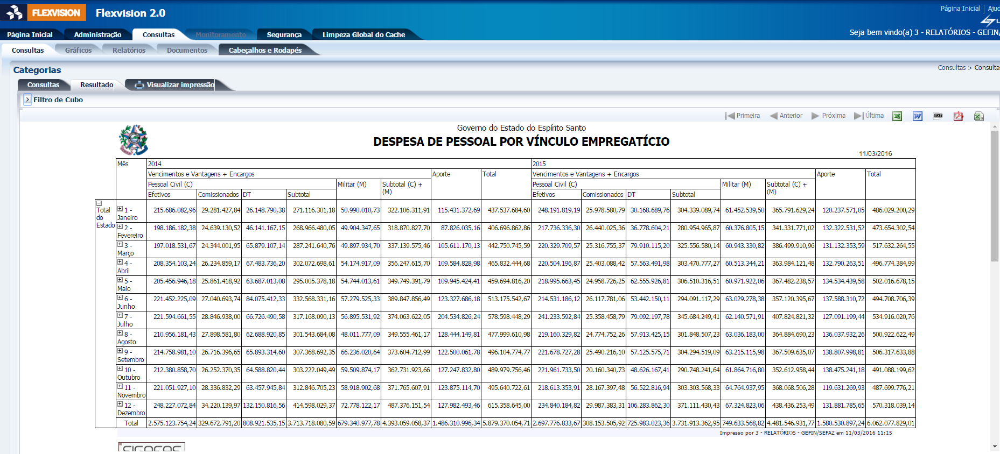 FLEXVISION Flexvision 2.0 Página Inicial
Seja bem vindo(a) 3 - RELATÓRIOS - GEFIN/
Página Inicial Administração Consultas Monitoramento Segurança Limpeza Global do Cache
Consultas Gráficos Relatórios Documentos Cabeçalhos e Rodapés
Categorias Consultas > Consultas
Consultas Resultado Visualizar impressão
Filtro de Cubo
Primeira Anterior Próxima Última
Governo do Estado do Espírito Santo
DESPESA DE PESSOAL POR VÍNCULO EMPREGATÍCIO
11/03/2016
Mês 2014 2015
Vencimentos e Vantagens + Encargos Aporte Total Vencimentos e Vantagens + Encargos Aporte Total
Pessoal Civil (C) Militar (M) Subtotal (C) + (M) Pessoal Civil (C) Militar (M) Subtotal (C) + (M)
Efetivos Comissionados DT Subtotal Efetivos Comissionados DT Subtotal
Total do Estado
1 - Janeiro 215.686.082,96 29.281.427,84 26.148.790,38 271.116.301,18 50.990.010,73 322.106.311,91 115.431.372,69 437.537.684,60 248.191.819,19 25.978.580,79 30.168.689,76 304.339.089,74 61.452.539,50 365.791.629,24 120.237.571,05 486.029.200,29
2 - Fevereiro 198.186.182,38 24.639.130,52 46.141.167,15 268.966.480,05 49.904.347,65 318.870.827,70 87.826.035,16 406.696.862,86 217.736.336,30 26.440.025,36 36.778.604,21 280.954.965,87 60.376.805,15 341.331.771,02 132.322.531,52 473.654.302,54
3 - Março 197.018.531,67 24.344.001,95 65.879.107,14 287.241.640,76 49.897.934,70 337.139.575,46 105.611.170,13 442.750.745,59 220.329.709,57 25.316.755,37 79.910.115,20 325.556.580,14 60.943.330,82 386.499.910,96 131.132.353,59 517.632.264,55
4 - Abril 208.354.103,24 26.234.859,17 67.483.736,20 302.072.698,61 54.174.917,09 356.247.615,70 109.584.828,98 465.832.444,68 220.504.196,87 25.403.088,42 57.563.491,98 303.470.777,27 60.513.344,21 363.984.121,48 132.790.263,51 496.774.384,99
5 - Maio 205.456.946,18 25.861.418,92 63.687.013,08 295.005.378,18 54.744.013,61 349.749.391,79 109.945.424,41 459.694.816,20 218.995.663,45 24.958.726,25 62.555.926,81 306.510.316,51 60.971.922,06 367.482.238,57 134.534.439,58 502.016.678,15
6 - Junho 221.452.225,09 27.040.693,74 84.075.412,33 332.568.331,16 57.279.525,33 389.847.856,49 123.327.686,18 513.175.542,67 214.531.186,12 26.117.781,06 53.442.150,11 294.091.117,29 63.029.278,38 357.120.395,67 137.588.310,72 494.708.706,39
7 - Julho 221.594.661,55 28.846.938,00 66.726.490,58 317.168.090,13 56.895.531,92 374.063.622,05 204.534.826,24 578.598.448,29 241.233.592,84 25.358.458,79 79.092.197,78 345.684.249,41 62.140.571,91 407.824.821,32 127.091.199,44 534.916.020,76
8 - Agosto 210.956.181,43 27.898.581,80 62.688.920,85 301.543.684,08 48.011.777,09 349.555.461,17 128.444.149,81 477.999.610,98 219.160.329,82 24.774.752,26 57.913.425,15 301.848.507,23 63.036.183,00 364.884.690,23 136.037.932,26 500.922.622,49
9 - Setembro 214.758.981,10 26.716.396,65 65.893.314,60 307.368.692,35 66.236.020,64 373.604.712,99 122.500.061,78 496.104.774,77 221.678.727,28 25.490.216,10 57.125.575,71 304.294.519,09 63.215.115,98 367.509.635,07 138.807.998,81 506.317.633,88
10 - Outubro 212.380.858,70 26.252.370,35 64.588.820,44 303.222.049,49 59.509.874,17 362.731.923,66 127.247.832,80 489.979.756,46 221.961.733,50 20.160.340,73 48.626.167,41 290.748.241,64 61.864.716,80 352.612.958,44 138.475.241,18 491.088.199,62
11 - Novembro 221.051.927,10 28.336.832,29 63.457.945,84 312.846.705,23 58.918.902,68 371.765.607,91 123.875.114,70 495.640.722,61 218.613.353,91 28.167.397,48 56.522.816,94 303.303.568,33 64.764.937,95 368.068.506,28 119.631.269,93 487.699.776,21
12 - Dezembro 248.227.072,84 34.220.139,97 132.150.816,56 414.598.029,37 72.778.122,17 487.376.151,54 127.982.493,46 615.358.645,00 234.840.184,82 29.987.383,31 106.283.862,30 371.111.430,43 67.324.823,06 438.436.253,49 131.881.785,65 570.318.039,14
Total 2.575.123.754,24 329.672.791,20 808.921.535,15 3.713.718.080,59 679.340.977,78 4.393.059.058,37 1.486.310.996,34 5.879.370.054,71 2.697.776.833,67 308.153.505,92 725.983.023,36 3.731.913.362,95 749.633.568,82 4.481.546.931,77 1.580.530.897,24 6.062.077.829,01
Impresso por 3 - RELATÓRIOS - GEFIN/SEFAZ em 11/03/2016 11:15